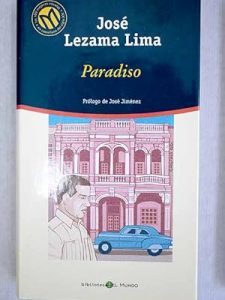 José
Lezama Lima
Paradiso
Prólogo de José Jiménez
Biblioteca EL MUNDO